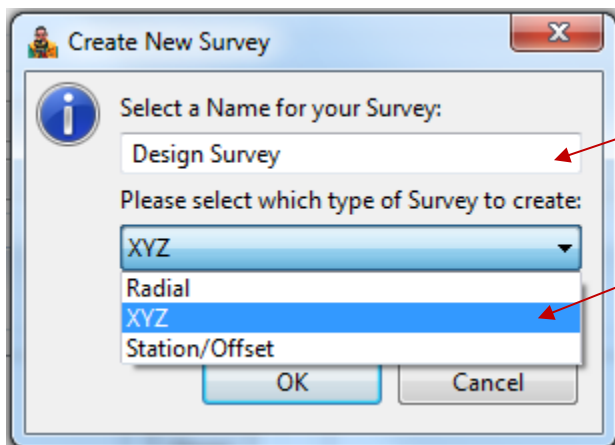 Create New Survey
Select a Name for your Survey:
Design Survey
Please select which type of Survey to create:
XYZ
Radial
XYZ
Station/Offset
OK Cancel